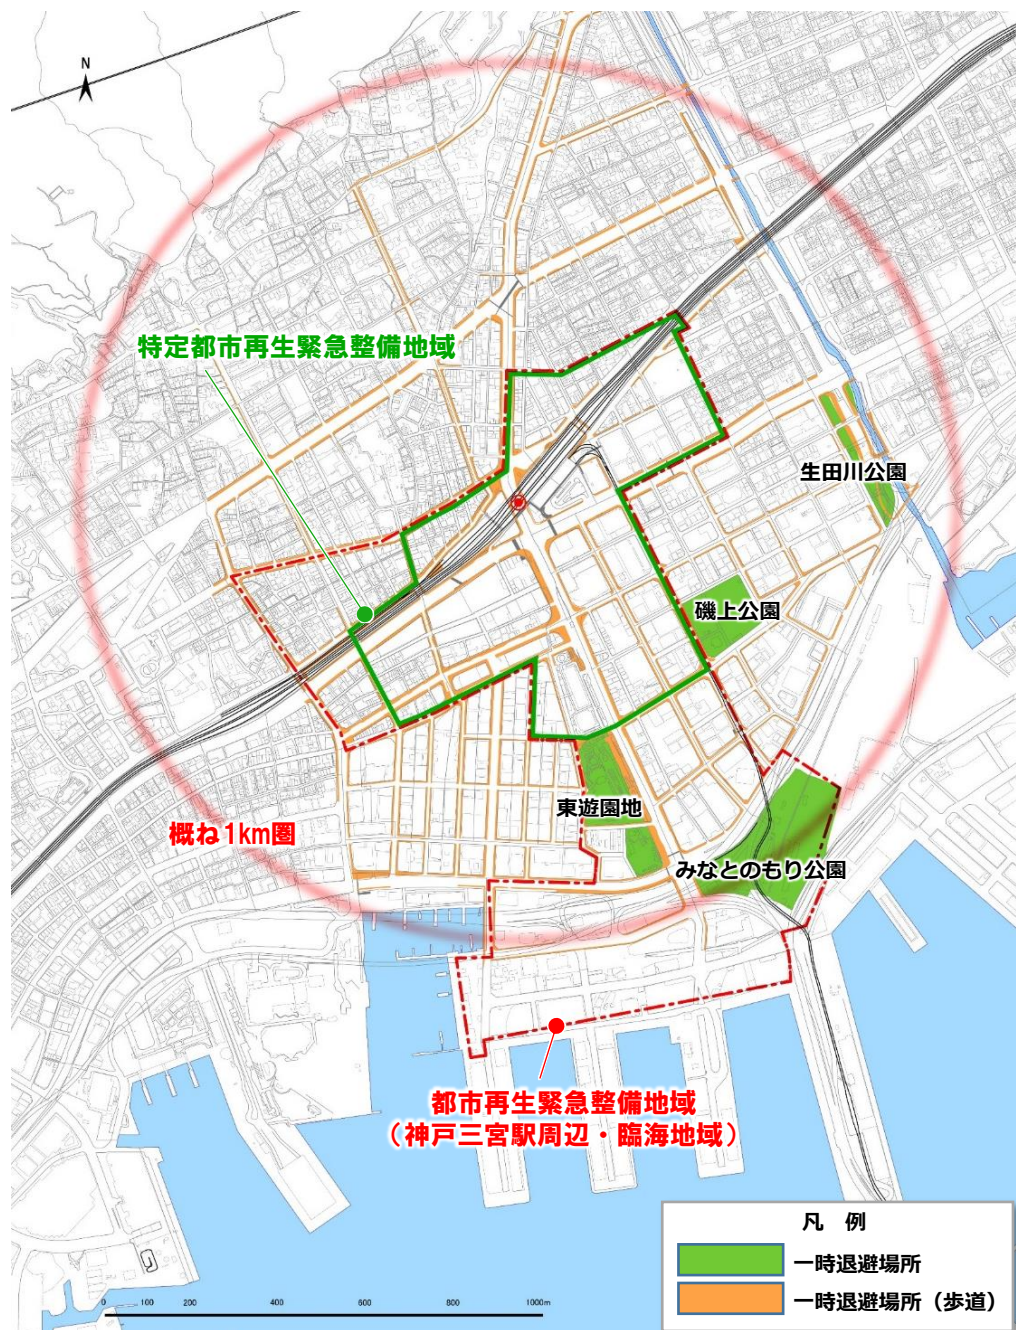 N
特定都市再生緊急整備地域
生田川公園
磯上公園
東遊園地
概ね1km圏
みなとのもり公園
都市再生緊急整備地域
（神戸三宮駅周辺・臨海地域）
凡 例
一時退避場所
一時退避場所（歩道）
0 100 200 400 600 800 1000m